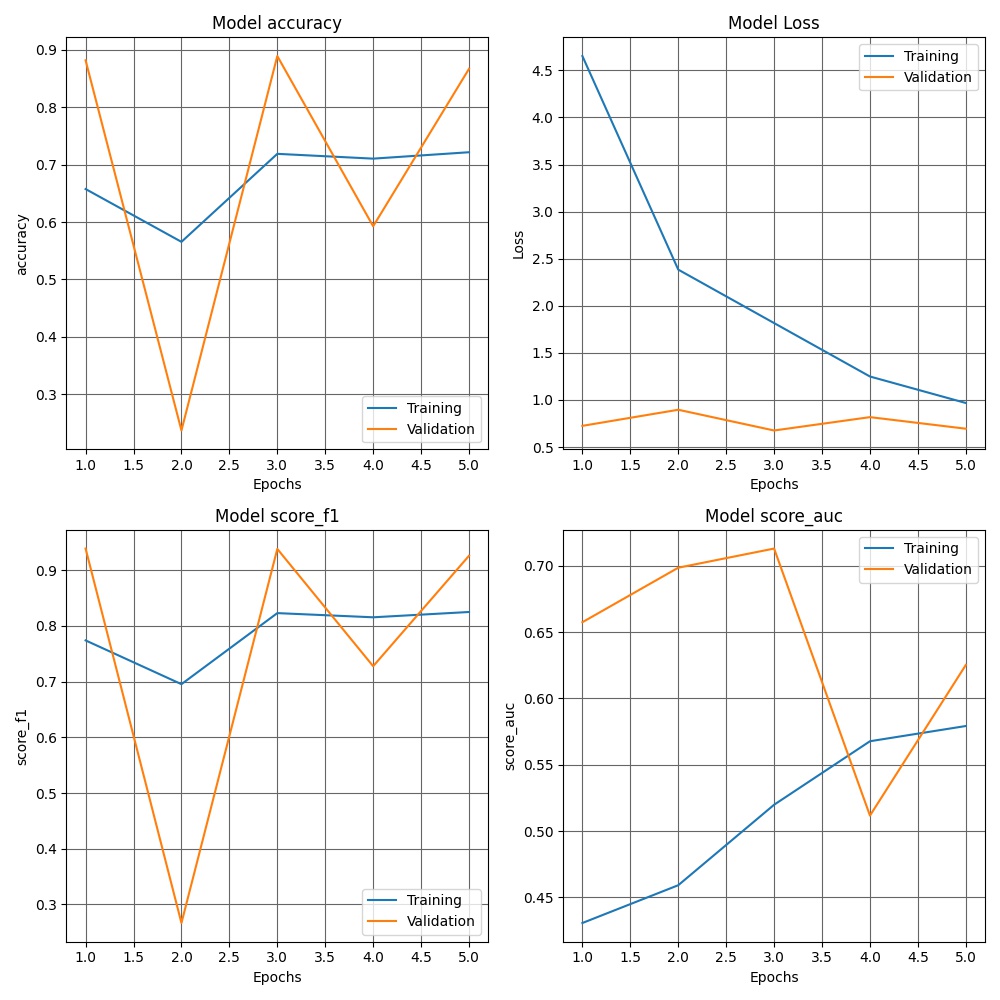 Model accuracy
accuracy
0.9
0.8
0.7
0.6
0.5
0.4
0.3
Training
Validation
1.0 1.5 2.0 2.5 3.0 3.5 4.0 4.5 5.0
Epochs
Model Loss
Loss
4.5
4.0
3.5
3.0
2.5
2.0
1.5
1.0
0.5
Training
Validation
1.0 1.5 2.0 2.5 3.0 3.5 4.0 4.5 5.0
Epochs
Model score_f1
score_f1
0.9
0.8
0.7
0.6
0.5
0.4
0.3
Training
Validation
1.0 1.5 2.0 2.5 3.0 3.5 4.0 4.5 5.0
Epochs
Model score_auc
score_auc
0.70
0.65
0.60
0.55
0.50
0.45
Training
Validation
1.0 1.5 2.0 2.5 3.0 3.5 4.0 4.5 5.0
Epochs